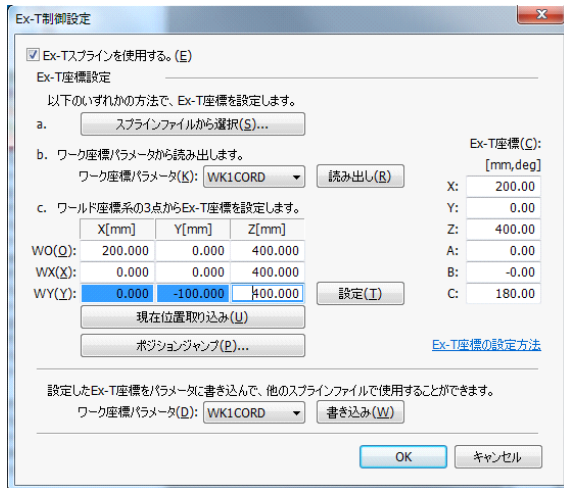 Ex-T制御設定
Ex-Tスプラインを使用する。(E)
Ex-T座標設定
以下のいずれかの方法で、Ex-T座標を設定します。
a. スプラインファイルから選択(S)...
b. ワーク座標パラメータから読み出します。
ワーク座標パラメータ(K): WK1CORD 読み出し(R)
c. ワールド座標系の3点からEx-T座標を設定します。
X[mm] Y[mm] Z[mm]
WO(O): 200.000 0.000 400.000
WX(X): 0.000 0.000 400.000
WY(Y): 0.000 -100.000 400.000 設定(T)
現在位置取り込み(U)
ポジションジャンプ(P)...
Ex-T座標(C):
[mm,deg]
X: 200.00
Y: 0.00
Z: 400.00
A: 0.00
B: -0.00
C: 180.00
Ex-T座標の設定方法
設定したEx-T座標をパラメータに書き込んで、他のスプラインファイルで使用することができます。
ワーク座標パラメータ(D): WK1CORD 書き込み(W)
OK キャンセル